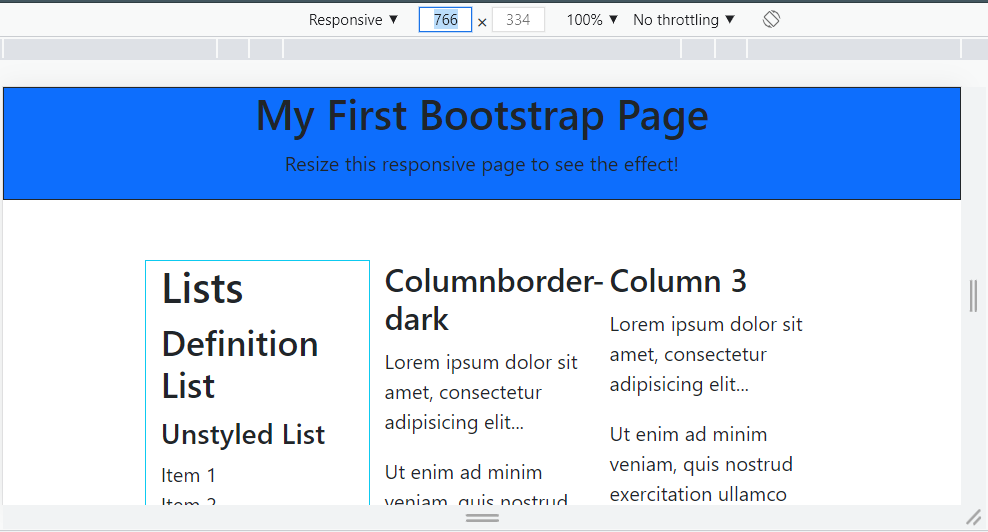 Responsive ▼ 766 × 334 100% ▼ No throttling ▼
My First Bootstrap Page
Resize this responsive page to see the effect!
Lists
Definition
List
Unstyled List
Item 1
Item 2
Columnborder-
dark
Lorem ipsum dolor sit
amet, consectetur
adipisicing elit...
Ut enim ad minim
veniam, quis nostrud
Column 3
Lorem ipsum dolor sit
amet, consectetur
adipisicing elit...
Ut enim ad minim
veniam, quis nostrud
exercitation ullamco